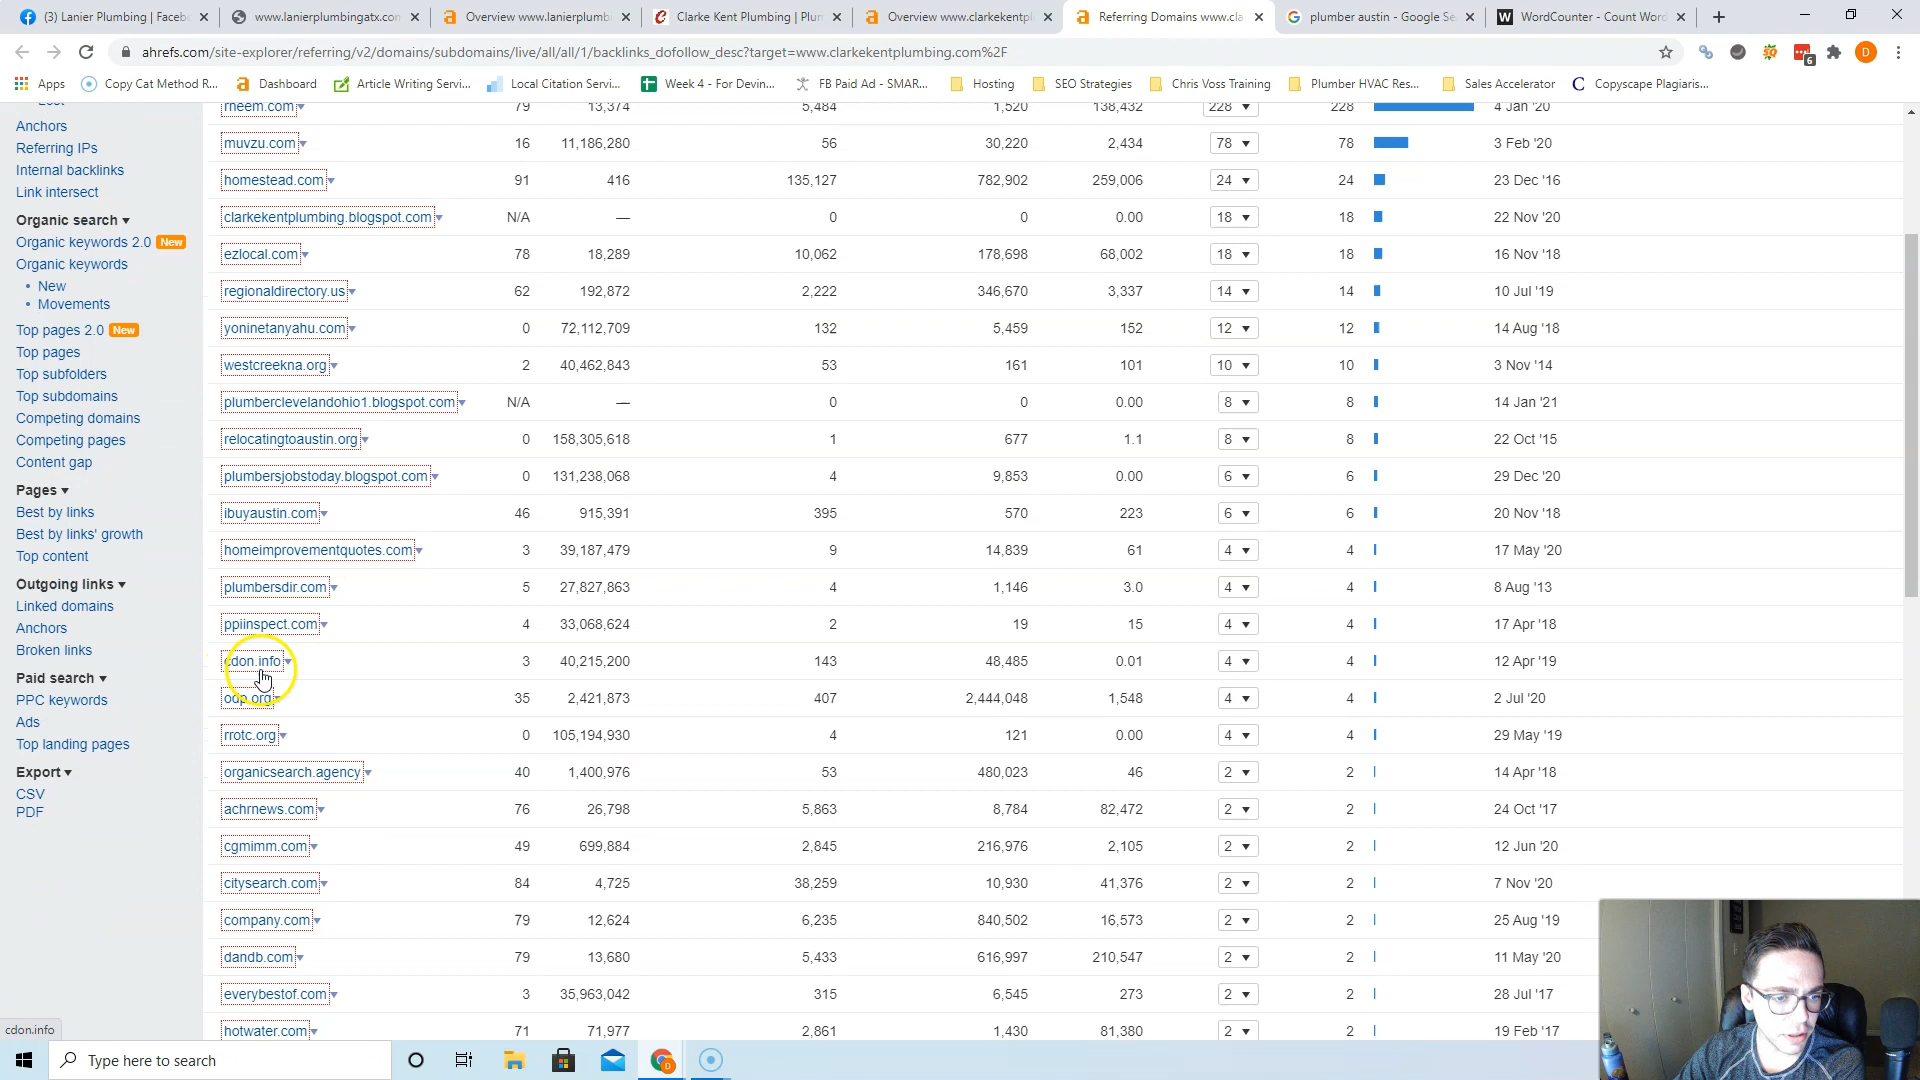 (3) Lanier Plumbing | Facebo
www.lanierplumbingatx.con
Overview www.lanierplumbi
Clarke Kent Plumbing | Plum
Overview www.clarkekentpl
Referring Domains www.cla
plumber austin - Google Se
WordCounter - Count Word
ahrefs.com/site-explorer/referring/v2/domains/subdomains/live/all/all/1/backlinks_dofollow_desc?target=www.clarkekentplumbing.com%2F
6
D
Apps
Copy Cat Method R...
Dashboard
Article Writing Servi...
Local Citation Servi...
Week 4 - For Devin...
FB Paid Ad - SMAR...
Hosting
SEO Strategies
Chris Voss Training
Plumber HVAC Res...
Sales Accelerator
Copyscape Plagiaris...
Lost
Anchors
Referring IPs
Internal backlinks
Link intersect
Organic search
Organic keywords 2.0 New
Organic keywords
New
Movements
Top pages 2.0 New
Top pages
Top subfolders
Top subdomains
Competing domains
Competing pages
Content gap
Pages
Best by links
Best by links' growth
Top content
Outgoing links
Linked domains
Anchors
Broken links
Paid search
PPC keywords
Ads
Top landing pages
Export
CSV
PDF
rheem.com 79 13,374 5,484 1,520 138,432 228 228 4 Jan '20
muvzu.com 16 11,186,280 56 30,220 2,434 78 78 3 Feb '20
homestead.com 91 416 135,127 782,902 259,006 24 24 23 Dec '16
clarkekentplumbing.blogspot.com N/A — 0 0 0.00 18 18 22 Nov '20
ezlocal.com 78 18,289 10,062 178,698 68,002 18 18 16 Nov '18
regionaldirectory.us 62 192,872 2,222 346,670 3,337 14 14 10 Jul '19
yoninetanyahu.com 0 72,112,709 132 5,459 152 12 12 14 Aug '18
westcreekna.org 2 40,462,843 53 161 101 10 10 3 Nov '14
plumberclevelandohio1.blogspot.com N/A — 0 0 0.00 8 8 14 Jan '21
relocatingtoaustin.org 0 158,305,618 1 677 1.1 8 8 22 Oct '15
plumbersjobstoday.blogspot.com 0 131,238,068 4 9,853 0.00 6 6 29 Dec '20
ibuyaustin.com 46 915,391 395 570 223 6 6 20 Nov '18
homeimprovementquotes.com 3 39,187,479 9 14,839 61 4 4 17 May '20
plumbersdir.com 5 27,827,863 4 1,146 3.0 4 4 8 Aug '13
ppiinspect.com 4 33,068,624 2 19 15 4 4 17 Apr '18
cdon.info 3 40,215,200 143 48,485 0.01 4 4 12 Apr '19
odp.org 35 2,421,873 407 2,444,048 1,548 4 4 2 Jul '20
rrotc.org 0 105,194,930 4 121 0.00 4 4 29 May '19
organicsearch.agency 40 1,400,976 53 480,023 46 2 2 14 Apr '18
achrnews.com 76 26,798 5,863 8,784 82,472 2 2 24 Oct '17
cgmimm.com 49 699,884 2,845 216,976 2,105 2 2 12 Jun '20
citysearch.com 84 4,725 38,259 10,930 41,376 2 2 7 Nov '20
company.com 79 12,624 6,235 840,502 16,573 2 2 25 Aug '19
dandb.com 79 13,680 5,433 616,997 210,547 2 2 11 May '20
everybestof.com 3 35,963,042 315 6,545 273 2 2 28 Jul '17
hotwater.com 71 71,977 2,861 1,430 81,380 2 2 19 Feb '17
cdon.info
Type here to search
D